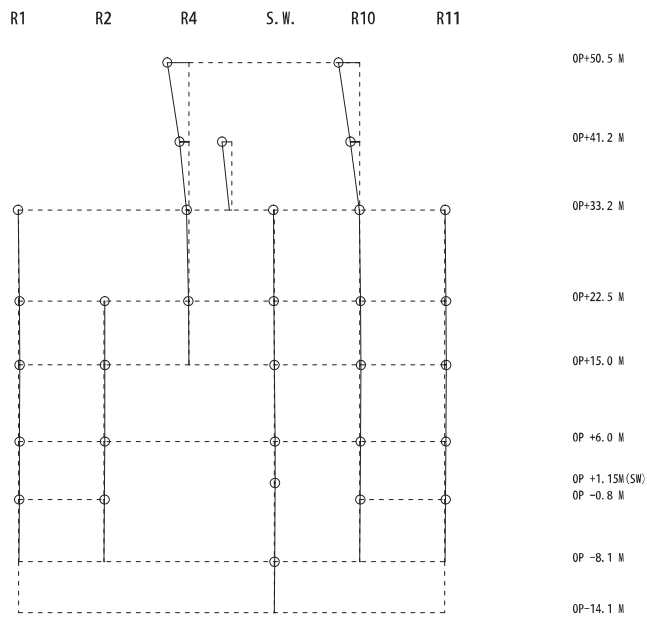 R1 R2 R4 S.W. R10 R11
OP+50.5 M
OP+41.2 M
OP+33.2 M
OP+22.5 M
OP+15.0 M
OP +6.0 M
OP +1.15M(SW)
OP -0.8 M
OP -8.1 M
OP-14.1 M